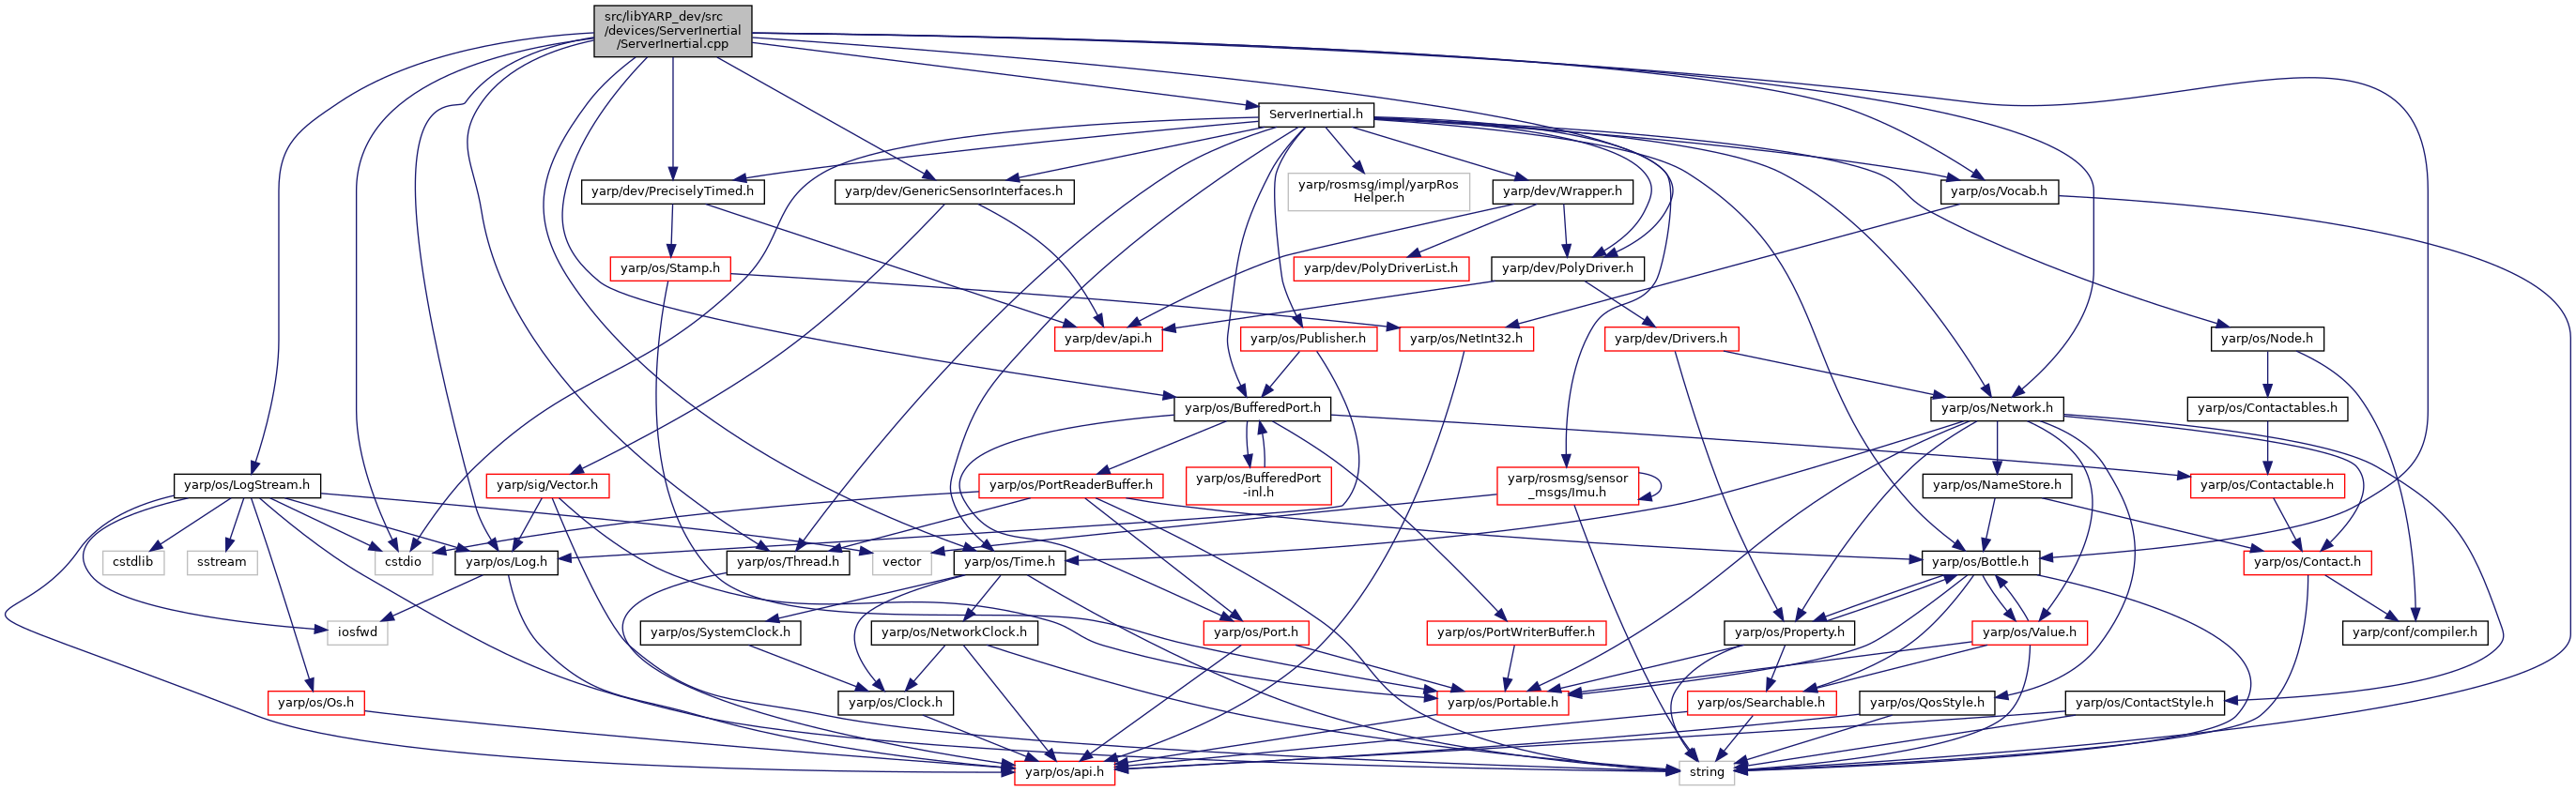 src/libYARP_dev/src
/devices/ServerInertial
/ServerInertial.cpp
ServerInertial.h
yarp/dev/PreciselyTimed.h
yarp/dev/GenericSensorInterfaces.h
yarp/rosmsg/impl/yarpRos
Helper.h
yarp/dev/Wrapper.h
yarp/os/Vocab.h
yarp/os/Stamp.h
yarp/dev/PolyDriverList.h
yarp/dev/PolyDriver.h
yarp/dev/api.h
yarp/os/Publisher.h
yarp/os/NetInt32.h
yarp/dev/Drivers.h
yarp/os/Node.h
yarp/os/BufferedPort.h
yarp/os/Network.h
yarp/os/Contactables.h
yarp/os/LogStream.h
yarp/sig/Vector.h
yarp/os/PortReaderBuffer.h
yarp/os/BufferedPort
-inl.h
yarp/rosmsg/sensor
_msgs/Imu.h
yarp/os/NameStore.h
yarp/os/Contactable.h
cstdlib
sstream
cstdio
yarp/os/Log.h
yarp/os/Thread.h
vector
yarp/os/Time.h
yarp/os/Bottle.h
yarp/os/Contact.h
iosfwd
yarp/os/SystemClock.h
yarp/os/NetworkClock.h
yarp/os/Port.h
yarp/os/PortWriterBuffer.h
yarp/os/Property.h
yarp/os/Value.h
yarp/conf/compiler.h
yarp/os/Os.h
yarp/os/Clock.h
yarp/os/Portable.h
yarp/os/Searchable.h
yarp/os/QosStyle.h
yarp/os/ContactStyle.h
yarp/os/api.h
string